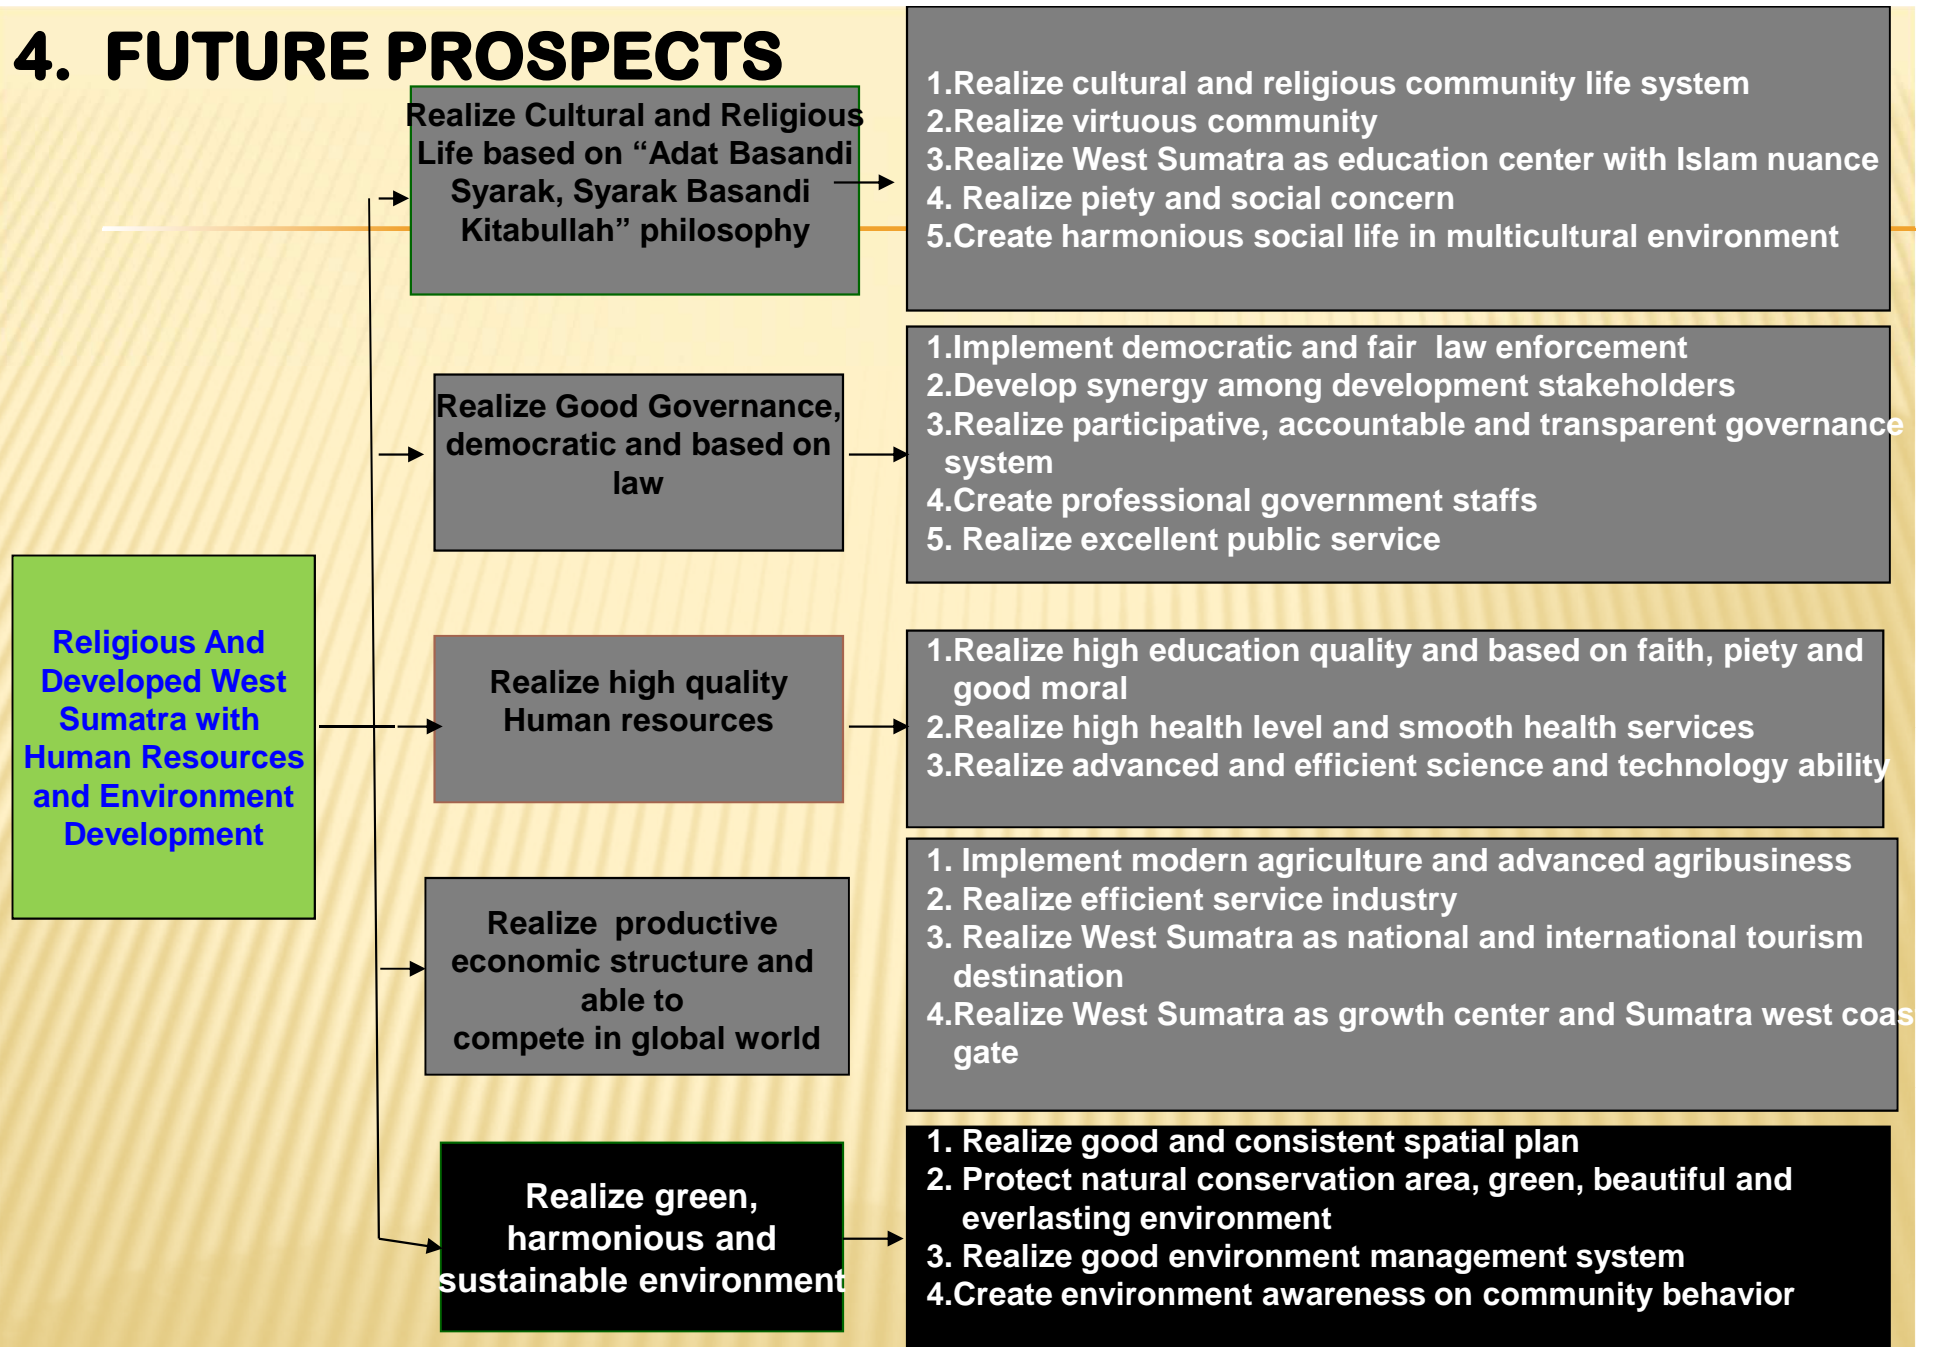 4. FUTURE PROSPECTS
Realize Cultural and Religious
Life based on “Adat Basandi
Syarak, Syarak Basandi
Kitabullah” philosophy
1.Realize cultural and religious community life system
2.Realize virtuous community
3.Realize West Sumatra as education center with Islam nuance
4. Realize piety and social concern
5.Create harmonious social life in multicultural environment
Realize Good Governance,
democratic and based on
law
1.Implement democratic and fair  law enforcement
2.Develop synergy among development stakeholders
3.Realize participative, accountable and transparent governance
system
4.Create professional government staffs
5. Realize excellent public service
Religious And
Developed West
Sumatra with
Human Resources
and Environment
Development
Realize high quality
Human resources
1.Realize high education quality and based on faith, piety and
good moral
2.Realize high health level and smooth health services
3.Realize advanced and efficient science and technology ability
Realize  productive
economic structure and
able to
compete in global world
1. Implement modern agriculture and advanced agribusiness
2. Realize efficient service industry
3. Realize West Sumatra as national and international tourism
destination
4.Realize West Sumatra as growth center and Sumatra west coas
gate
Realize green,
harmonious and
sustainable environment
1. Realize good and consistent spatial plan
2. Protect natural conservation area, green, beautiful and
everlasting environment
3. Realize good environment management system
4.Create environment awareness on community behavior